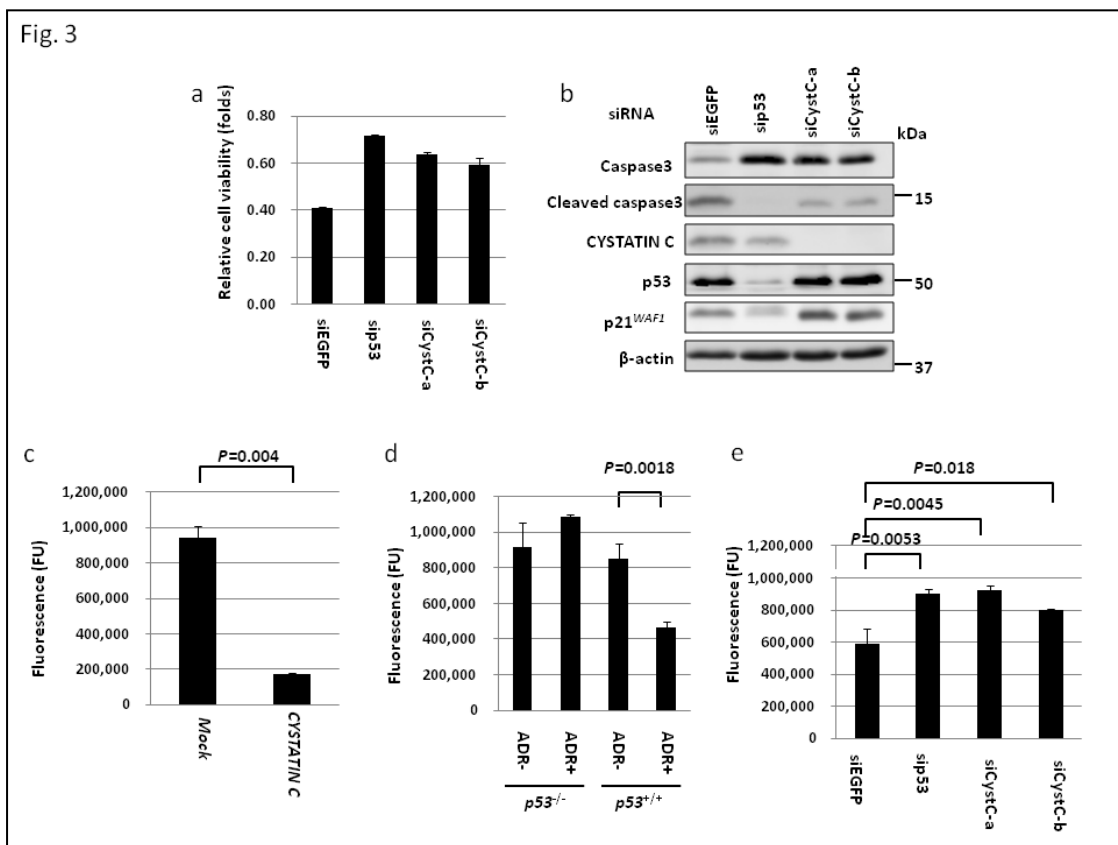 Fig. 3
a
Relative cell viability (folds)
0.80
0.60
0.40
0.20
0.00
siEGFP
sip53
siCystC-a
siCystC-b
b
siRNA
siEGFP
sip53
siCystC-a
siCystC-b
kDa
Caspase3
Cleaved caspase3
15
CYSTATIN C
p53
50
p21WAF1
β-actin
37
c
P=0.004
Fluorescence (FU)
1,200,000
1,000,000
800,000
600,000
400,000
200,000
0
Mock
CYSTATIN C
d
P=0.0018
Fluorescence (FU)
1,200,000
1,000,000
800,000
600,000
400,000
200,000
0
ADR-
ADR+
ADR-
ADR+
p53-/-
p53+/+
e
P=0.018
P=0.0045
P=0.0053
Fluorescence (FU)
1,200,000
1,000,000
800,000
600,000
400,000
200,000
0
siEGFP
sip53
siCystC-a
siCystC-b